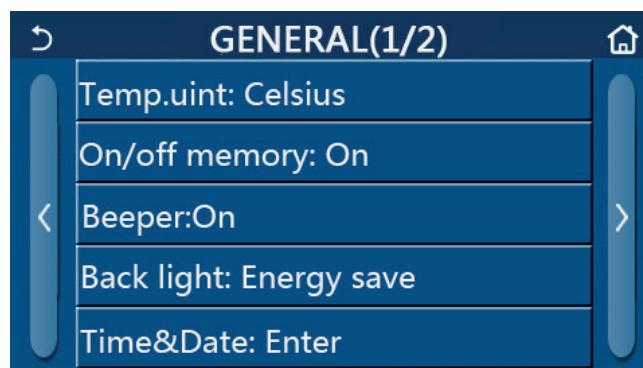 GENERAL(1/2)
Temp.uint: Celsius
On/off memory: On
Beeper:On
Back light: Energy save
Time&Date: Enter